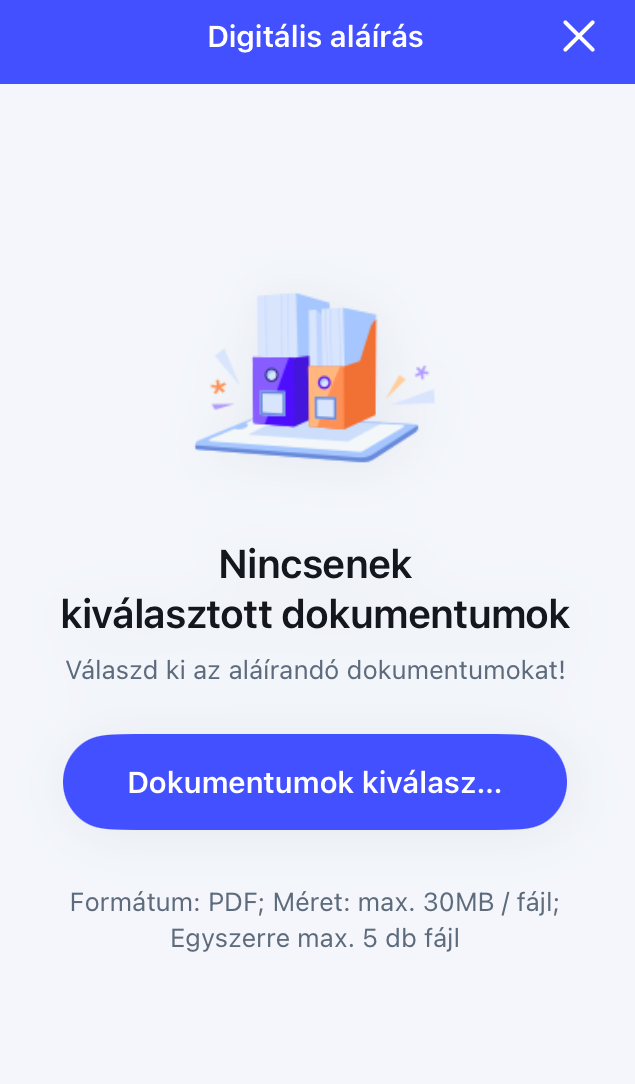 Digitális aláírás
Nincsenek
kiválasztott dokumentumok
Válaszd ki az aláírandó dokumentumokat!
Dokumentumok kiválasz...
Formátum: PDF; Méret: max. 30MB / fájl;
Egyszerre max. 5 db fájl